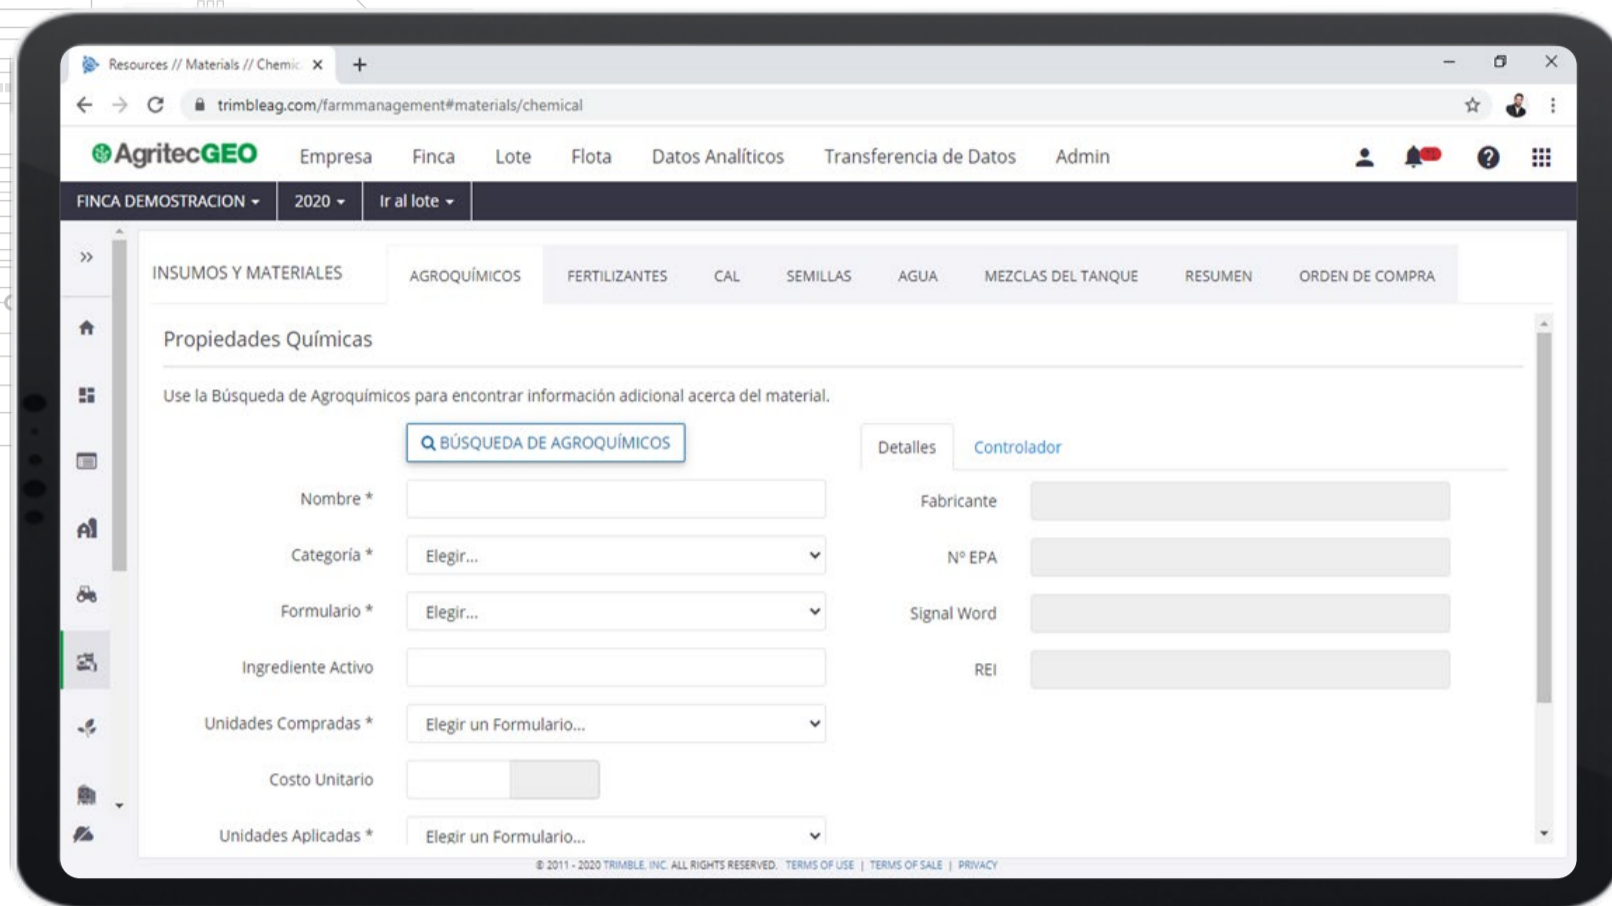 Resources // Materials // Chemic
trimbleag.com/farmmanagement#materials/chemical
AgritecGEO Empresa Finca Lote Flota Datos Analíticos Transferencia de Datos Admin
FINCA DEMOSTRACION 2020 Ir al lote
INSUMOS Y MATERIALES AGROQUÍMICOS FERTILIZANTES CAL SEMILLAS AGUA MEZCLAS DEL TANQUE RESUMEN ORDEN DE COMPRA
Propiedades Químicas
Use la Búsqueda de Agroquímicos para encontrar información adicional acerca del material.
BÚSQUEDA DE AGROQUÍMICOS
Detalles Controlador
Nombre *
Fabricante
Categoría * Elegir...
Nº EPA
Formulario * Elegir...
Signal Word
Ingrediente Activo
REI
Unidades Compradas * Elegir un Formulario...
Costo Unitario
Unidades Aplicadas * Elegir un Formulario...
© 2011 - 2020 TRIMBLE, INC. ALL RIGHTS RESERVED. TERMS OF USE | TERMS OF SALE | PRIVACY